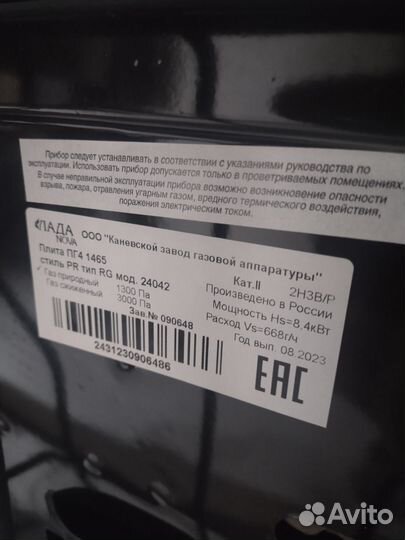 Прибор следует устанавливать в соответствии с указаниями руководства по
эксплуатации. Использовать прибор допускается только в проветриваемых помещениях.
В случае неправильной эксплуатации прибора возможно возникновение опасности
взрыва, пожара, отравления угарным газом, вредного термического воздействия,
поражения электрическим током.
ЛАДА NOVA ООО "Каневской завод газовой аппаратуры"
Плита ПГ4 1465
стиль PR тип RG мод. 24042
Газ природный 1300 Па
Газ сжиженный 3000 Па
Зав.№ 090648
2431230906486
Кат.II 2H3B/P
Произведено в России
Мощность Hs=8,4кВт
Расход Vs=668г/ч
Год вып. 08.2023
EAC
Avito